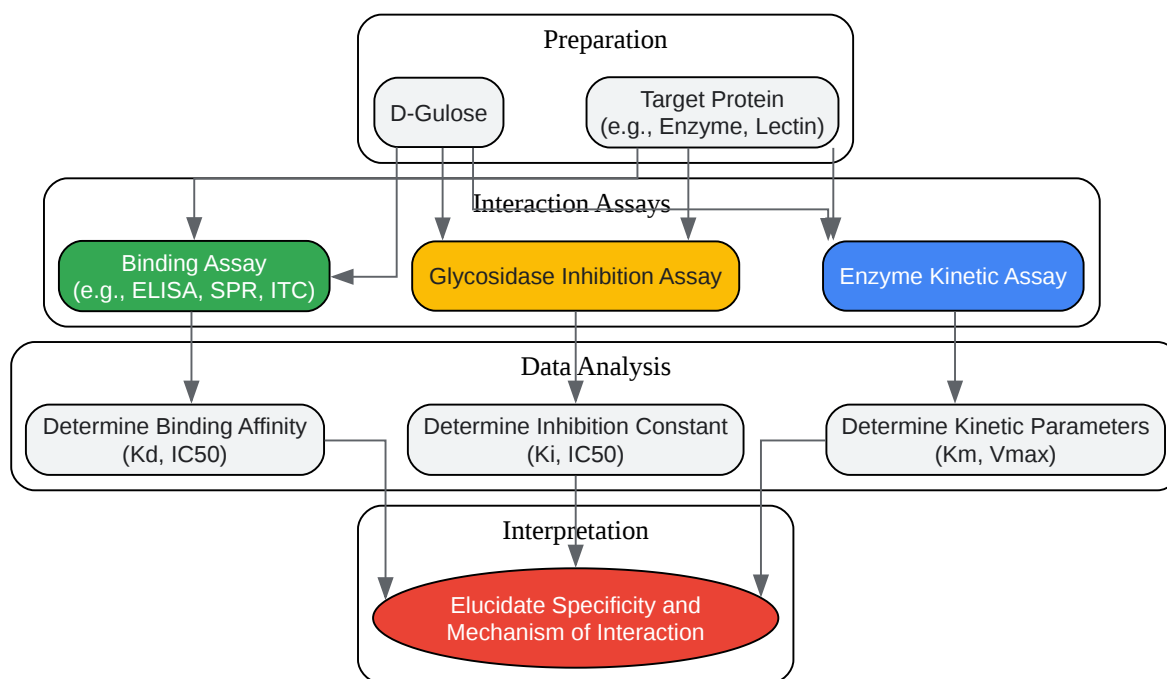 Preparation
D-Gulose
Target Protein
(e.g., Enzyme, Lectin)
Interaction Assays
Binding Assay
(e.g., ELISA, SPR, ITC)
Glycosidase Inhibition Assay
Enzyme Kinetic Assay
Data Analysis
Determine Binding Affinity
(Kd, IC50)
Determine Inhibition Constant
(Ki, IC50)
Determine Kinetic Parameters
(Km, Vmax)
Interpretation
Elucidate Specificity and
Mechanism of Interaction